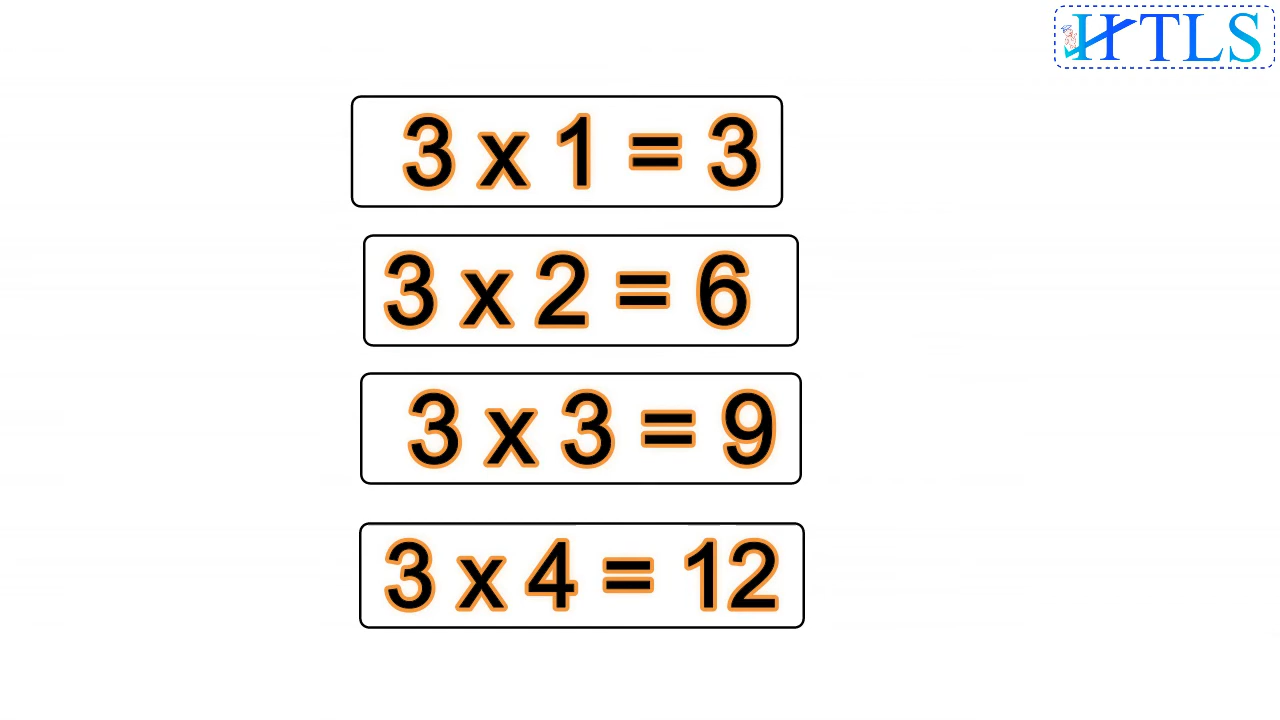 HTLS
3 x 1 = 3
3 x 2 = 6
3 x 3 = 9
3 x 4 = 12